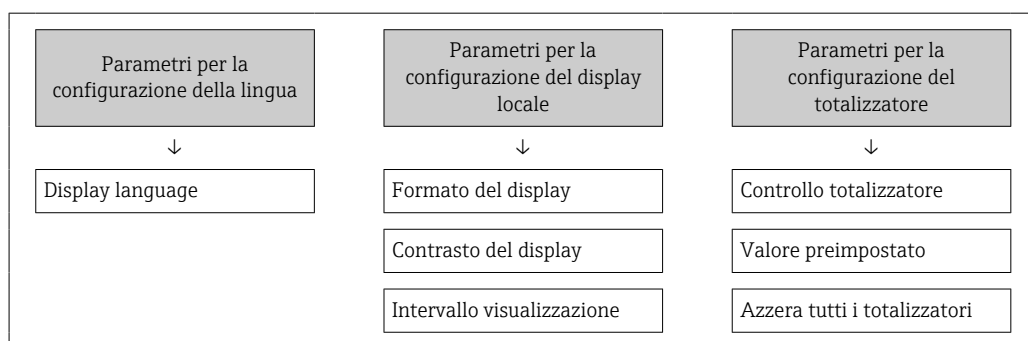 Parametri per la
configurazione della lingua
↓
Display language
Parametri per la
configurazione del display
locale
↓
Formato del display
Contrasto del display
Intervallo visualizzazione
Parametri per la
configurazione del
totalizzatore
↓
Controllo totalizzatore
Valore preimpostato
Azzera tutti i totalizzatori